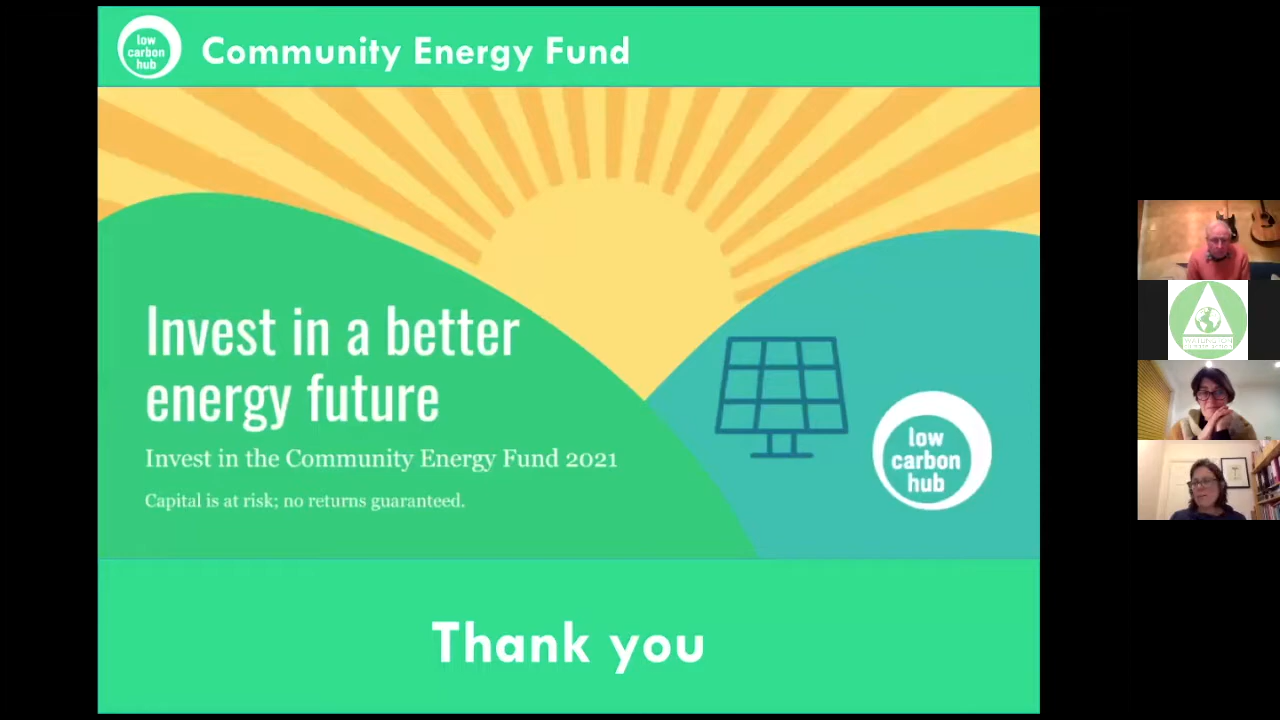 low
carbon
hub
Community Energy Fund
Invest in a better
energy future
Invest in the Community Energy Fund 2021
Capital is at risk; no returns guaranteed.
low
carbon
hub
Thank you